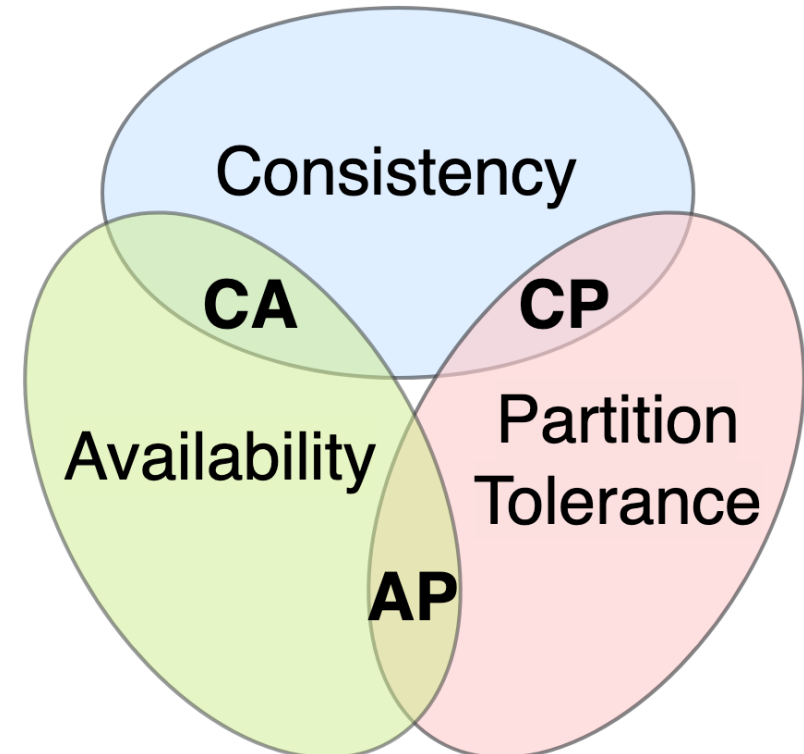 Consistency
CA
CP
Availability
Partition
Tolerance
AP